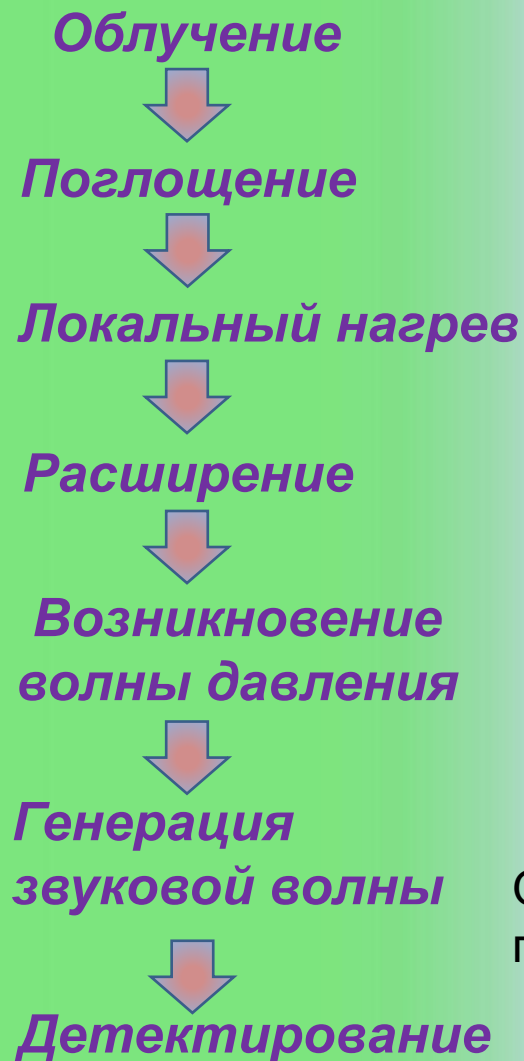 Облучение
Поглощение
Локальный нагрев
Расширение
Возникновение
волны давления
Генерация
звуковой волны
Детектирование